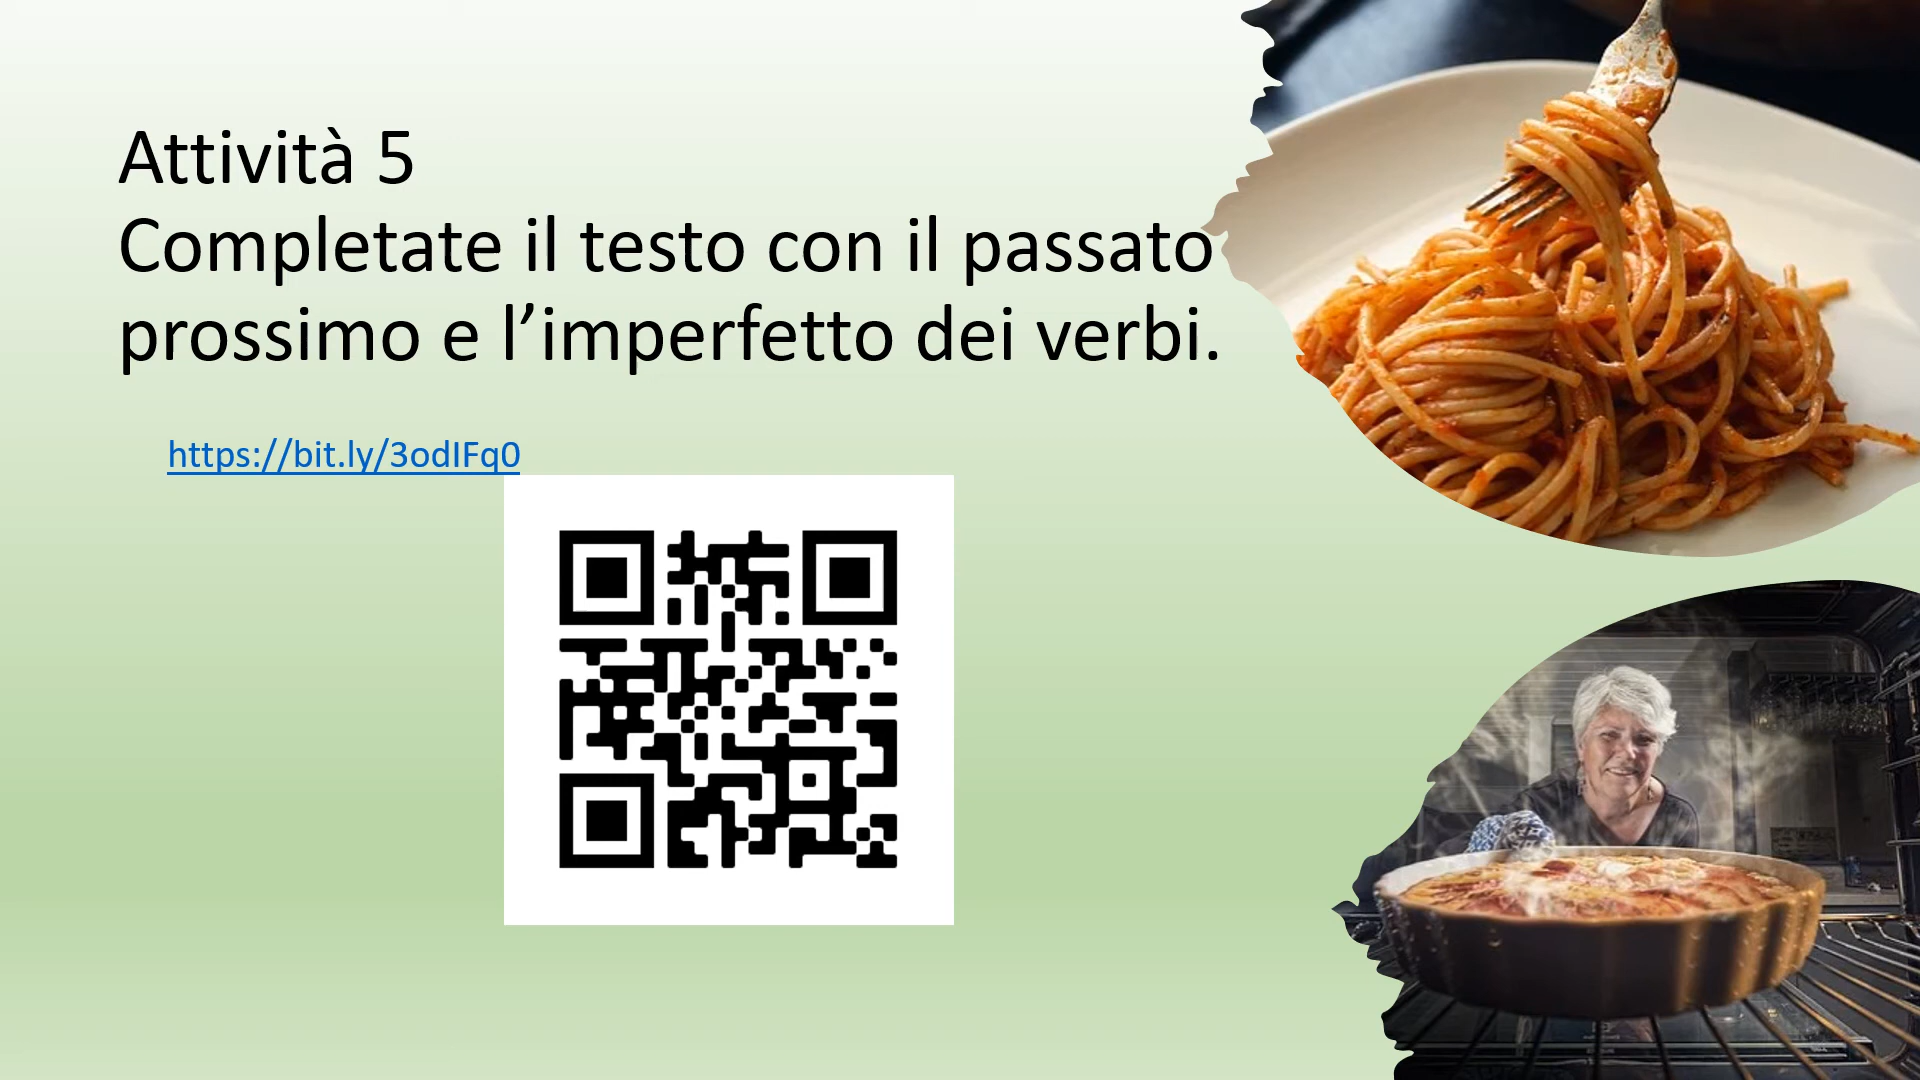 Attività 5
Completate il testo con il passato
prossimo e l’imperfetto dei verbi.
https://bit.ly/3odIFq0